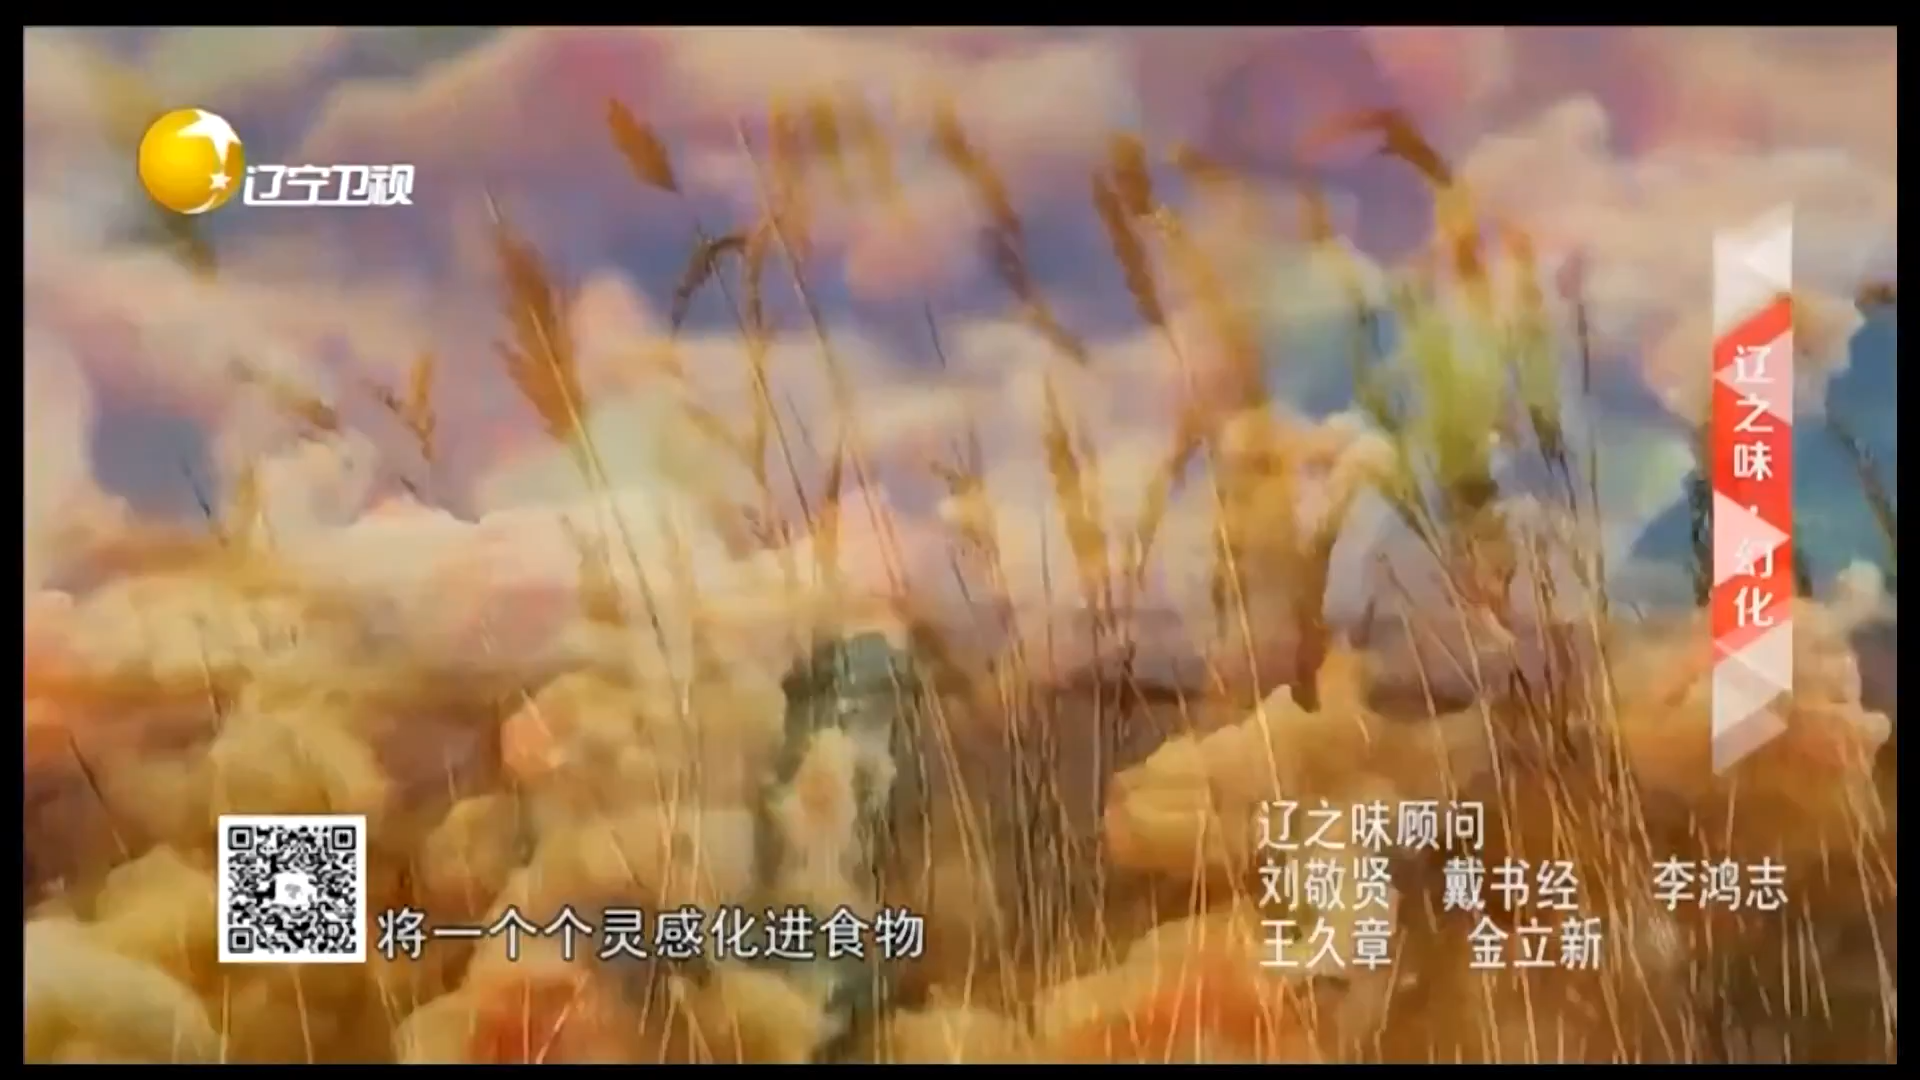 辽宁卫视
辽之味·幻化
辽之味顾问
刘敬贤 戴书经 李鸿志
王久章 金立新
将一个个灵感化进食物